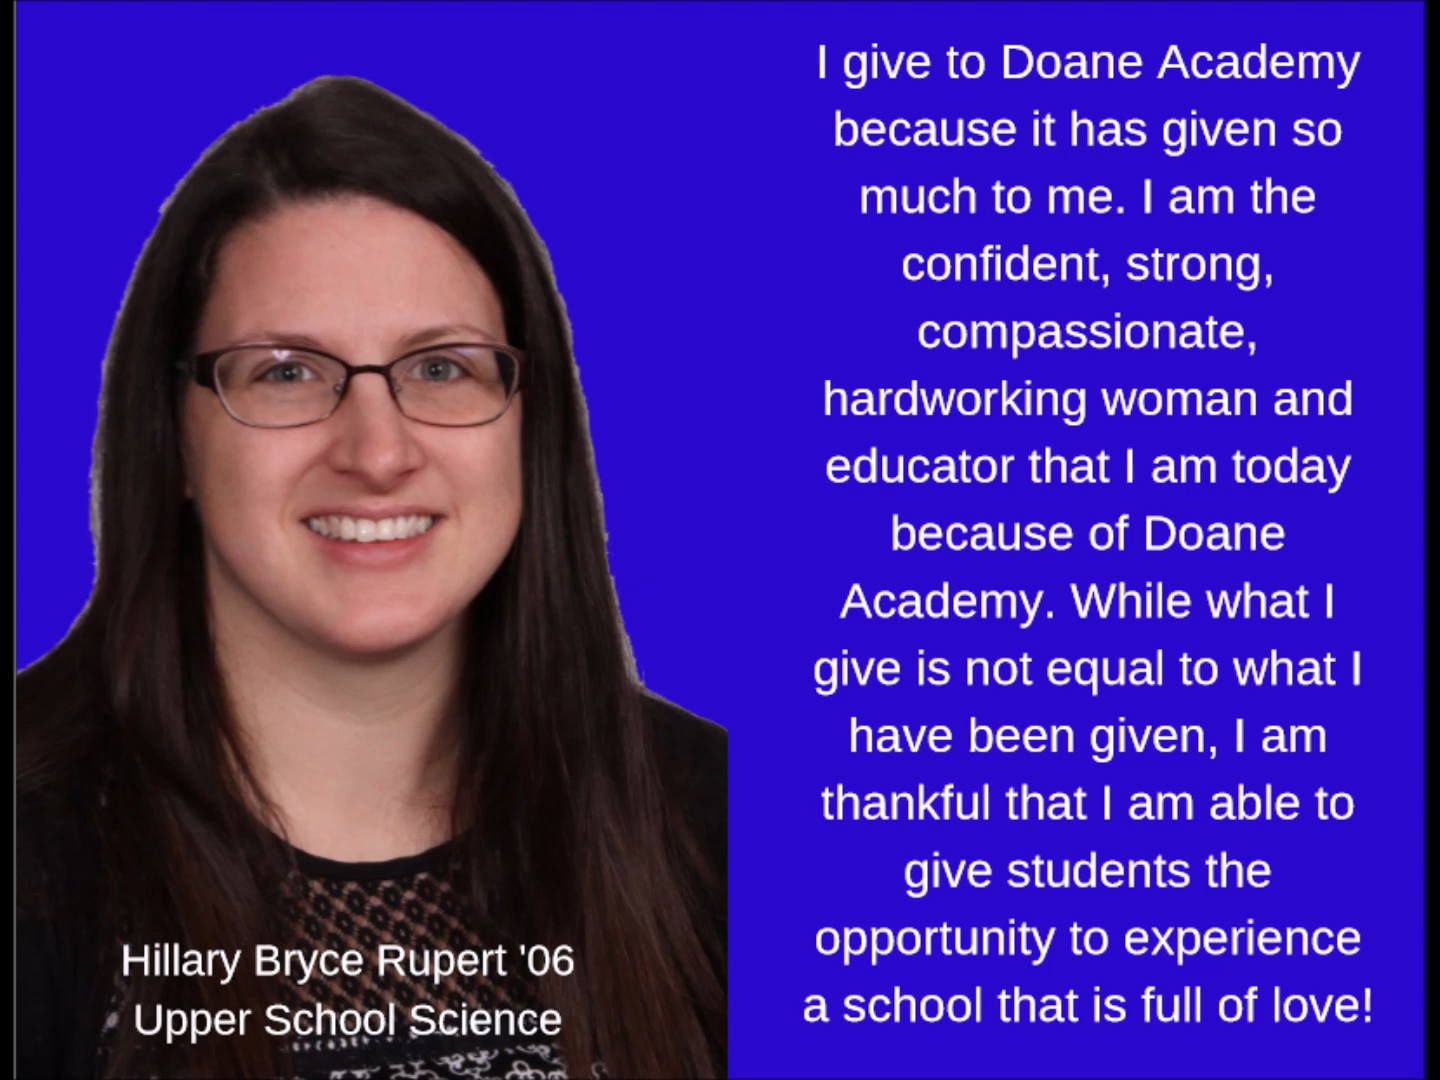 I give to Doane Academy
because it has given so
much to me. I am the
confident, strong,
compassionate,
hardworking woman and
educator that I am today
because of Doane
Academy. While what I
give is not equal to what I
have been given, I am
thankful that I am able to
give students the
opportunity to experience
a school that is full of love!
Hillary Bryce Rupert '06
Upper School Science